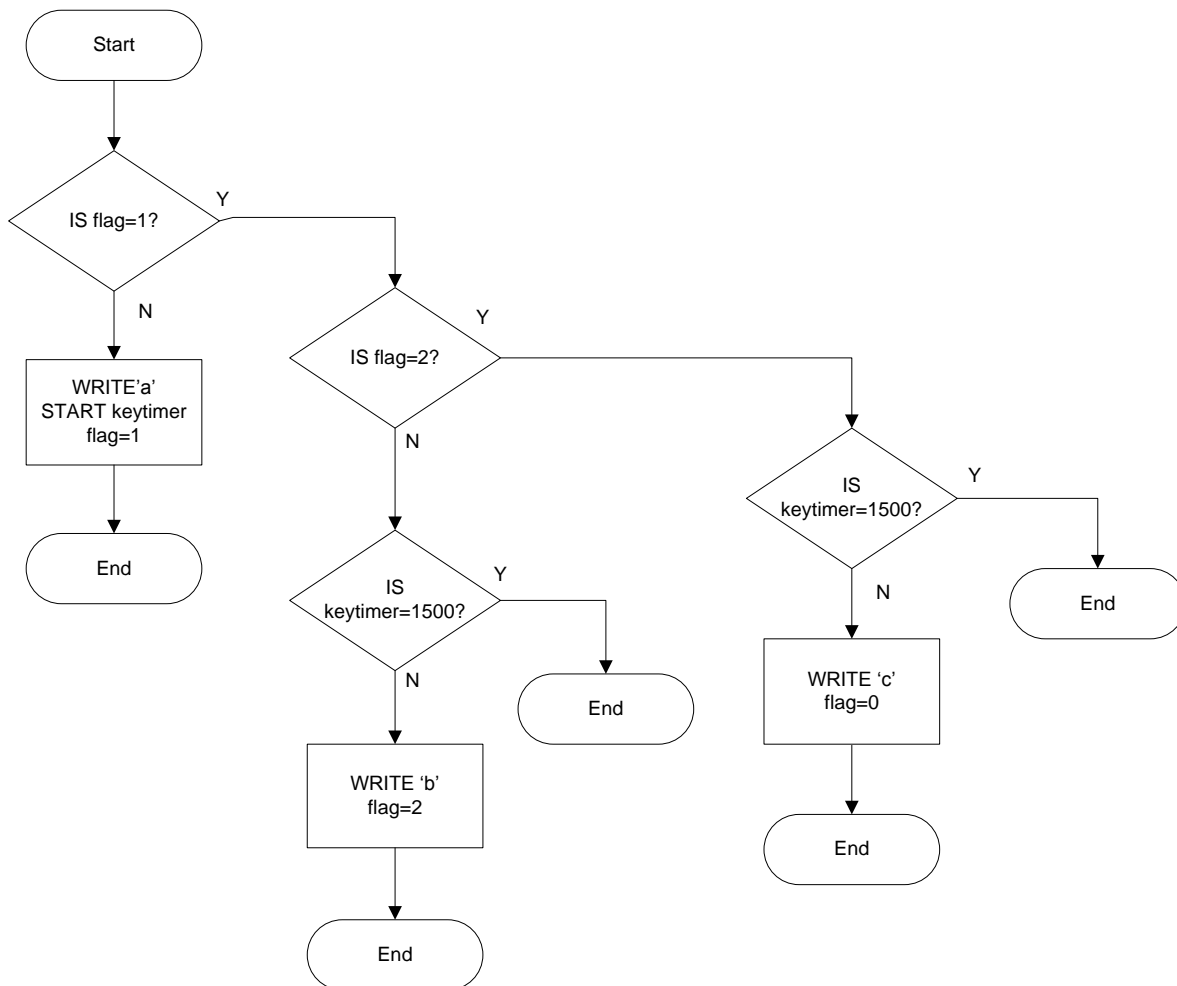 Start
Y
IS flag=1?
N
Y
IS flag=2?
WRITE'a'
START keytimer
flag=1
N
Y
IS
keytimer=1500?
End
Y
IS
keytimer=1500?
N
End
N
WRITE ‘c’
flag=0
End
WRITE ‘b’
flag=2
End
End